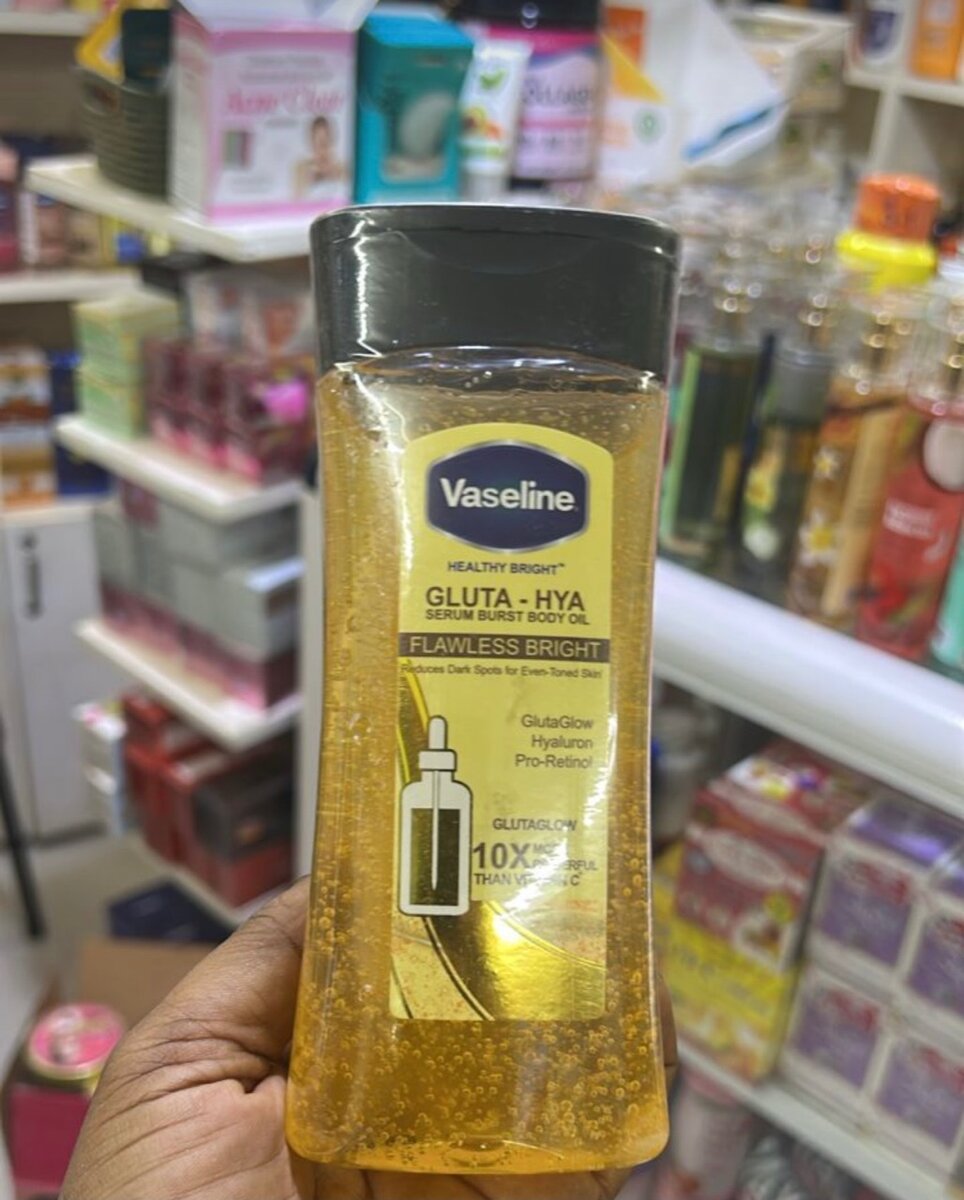 Vaseline
HEALTHY BRIGHT™
GLUTA - HYA
SERUM BURST BODY OIL
FLAWLESS BRIGHT
Reduces Dark Spots for Even-Toned Skin
GlutaGlow
Hyaluron
Pro-Retinol
GLUTAGLOW
10X
THAN C